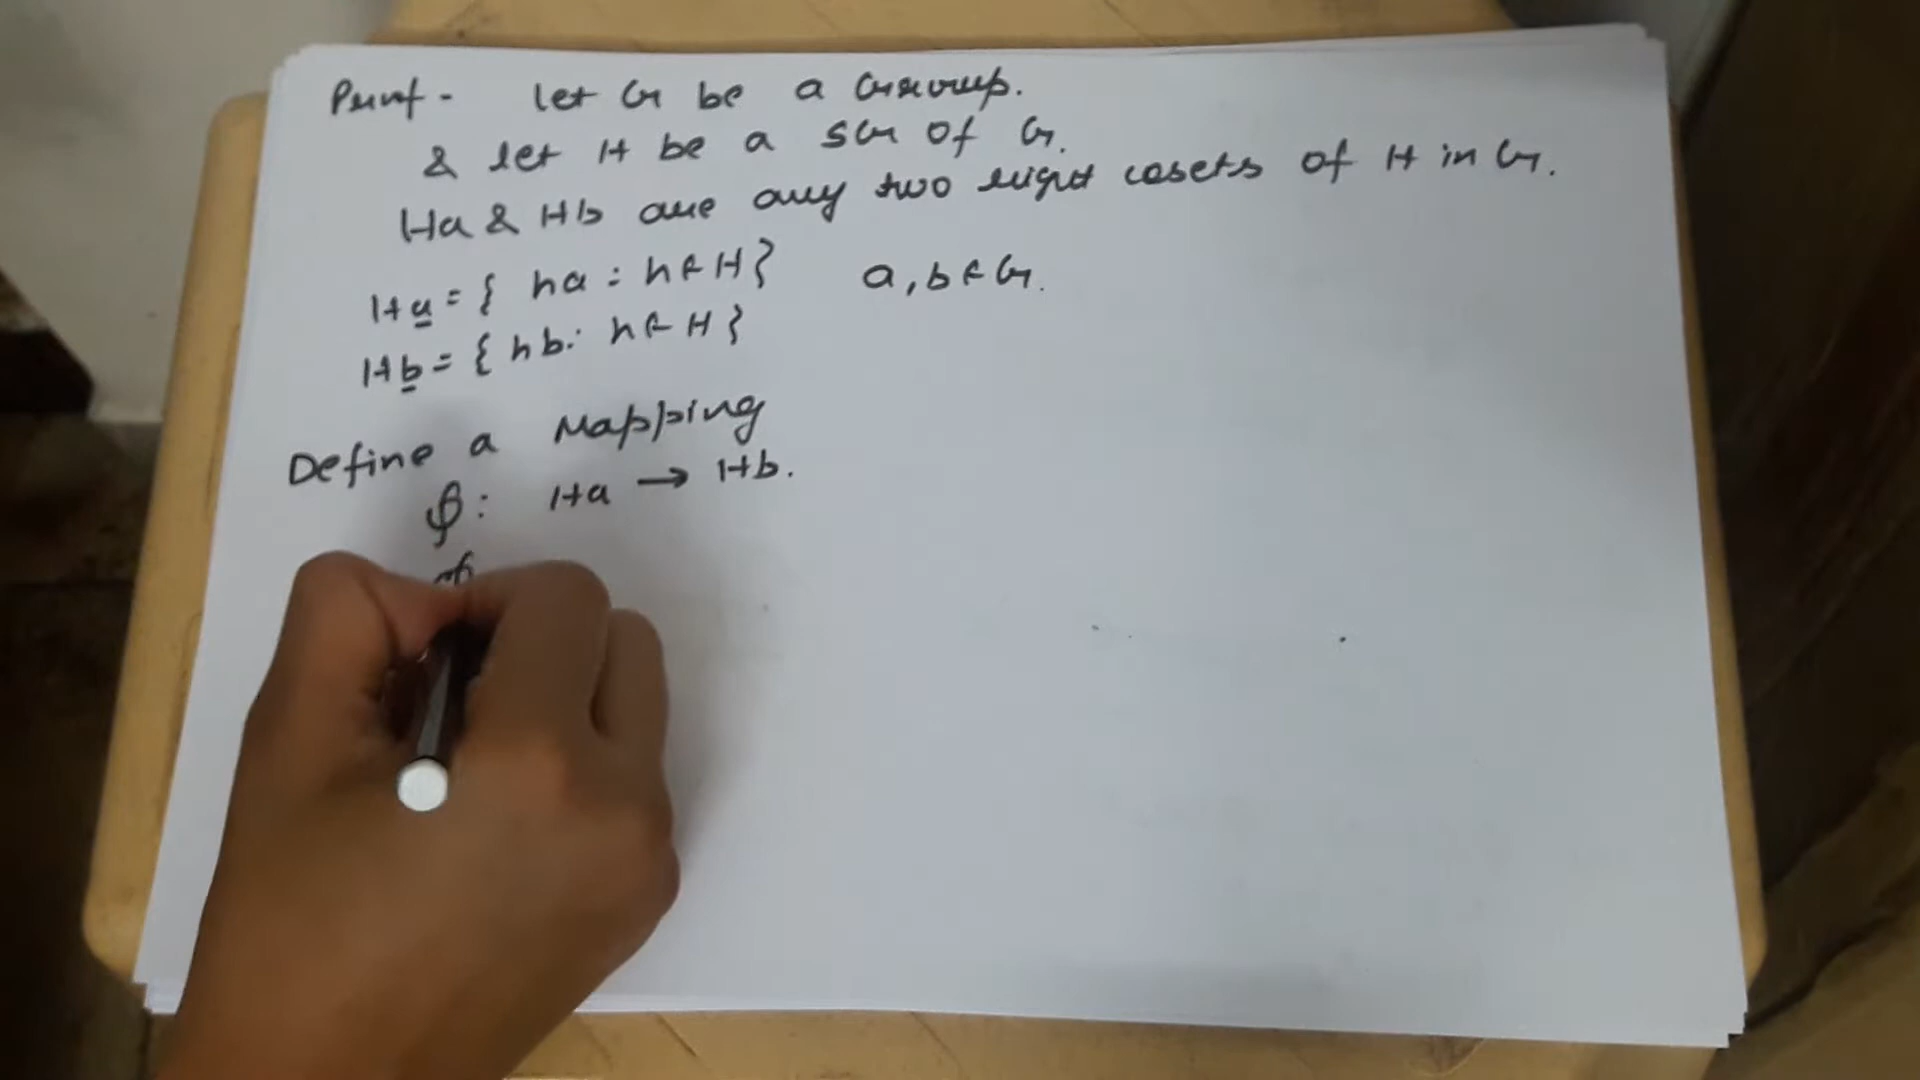 Proof - let G be a Group.
& let H be a SG of G.
Ha & Hb are any two right cosets of H in G.
Ha = { ha : h ∈ H } a, b ∈ G.
Hb = { hb : h ∈ H }
Define a Mapping
φ : Ha → Hb.
φ